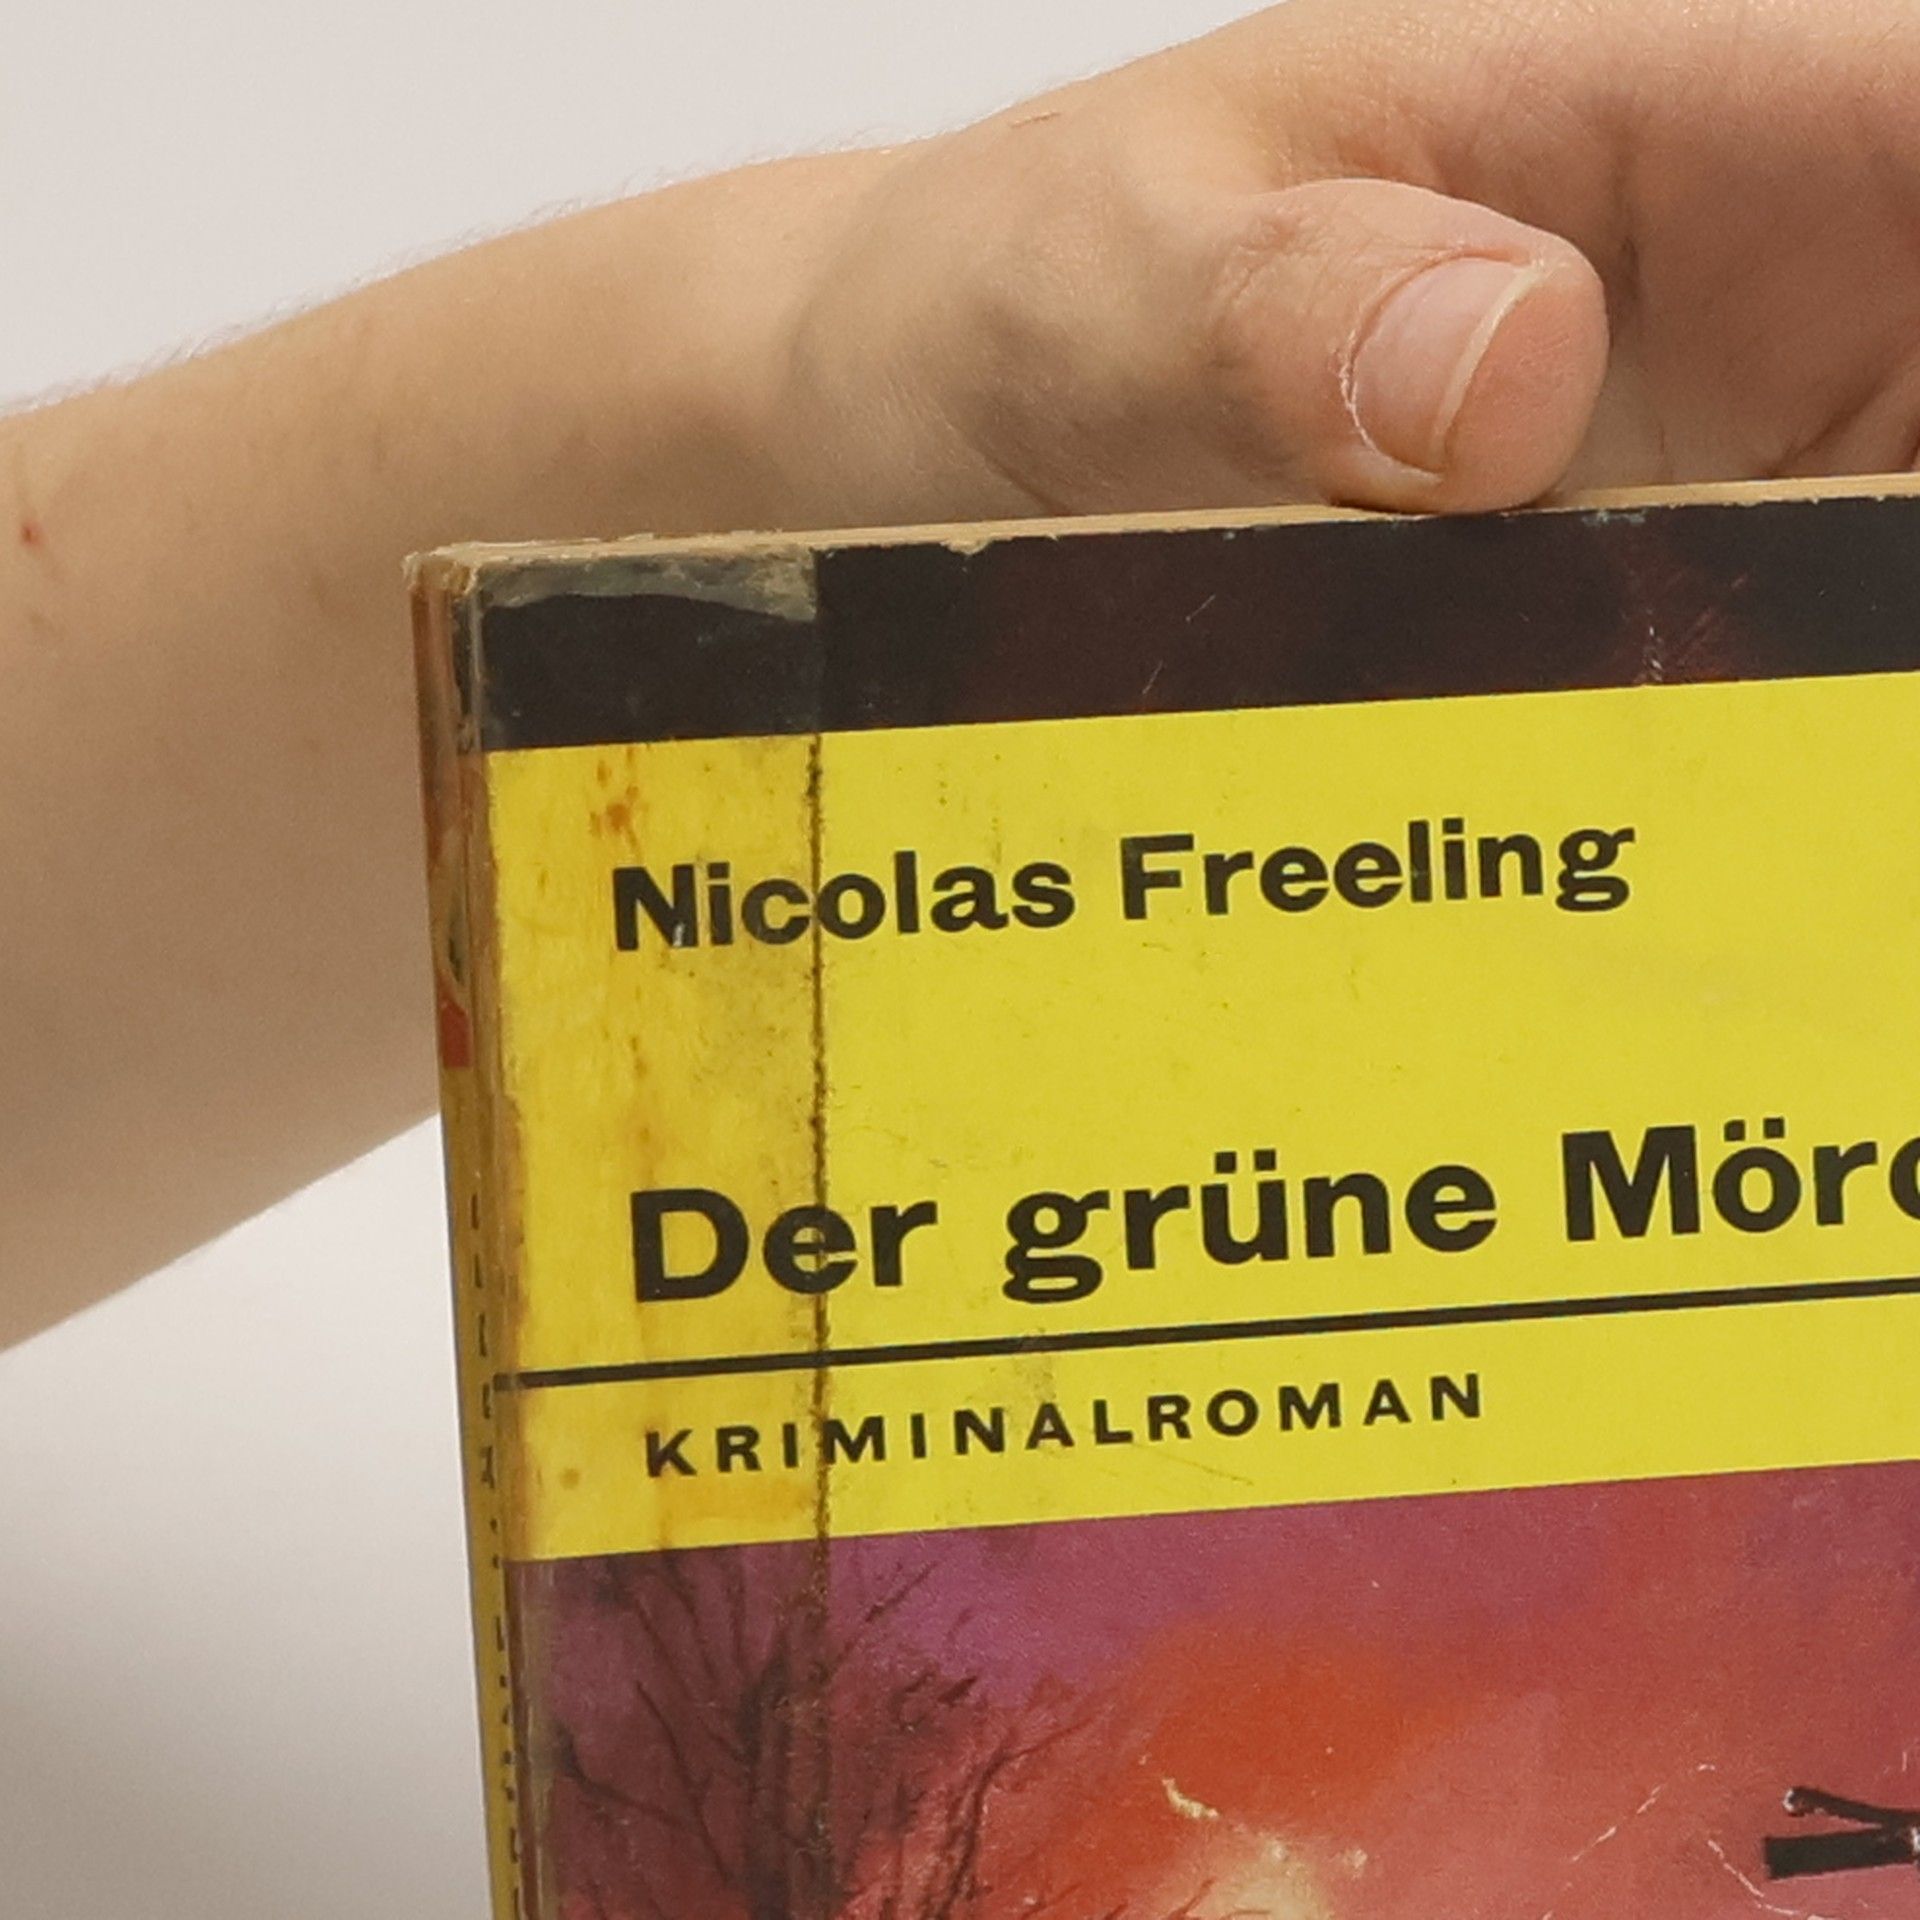 Nicolas Freeling
Der grüne
KRIMINALROMAN